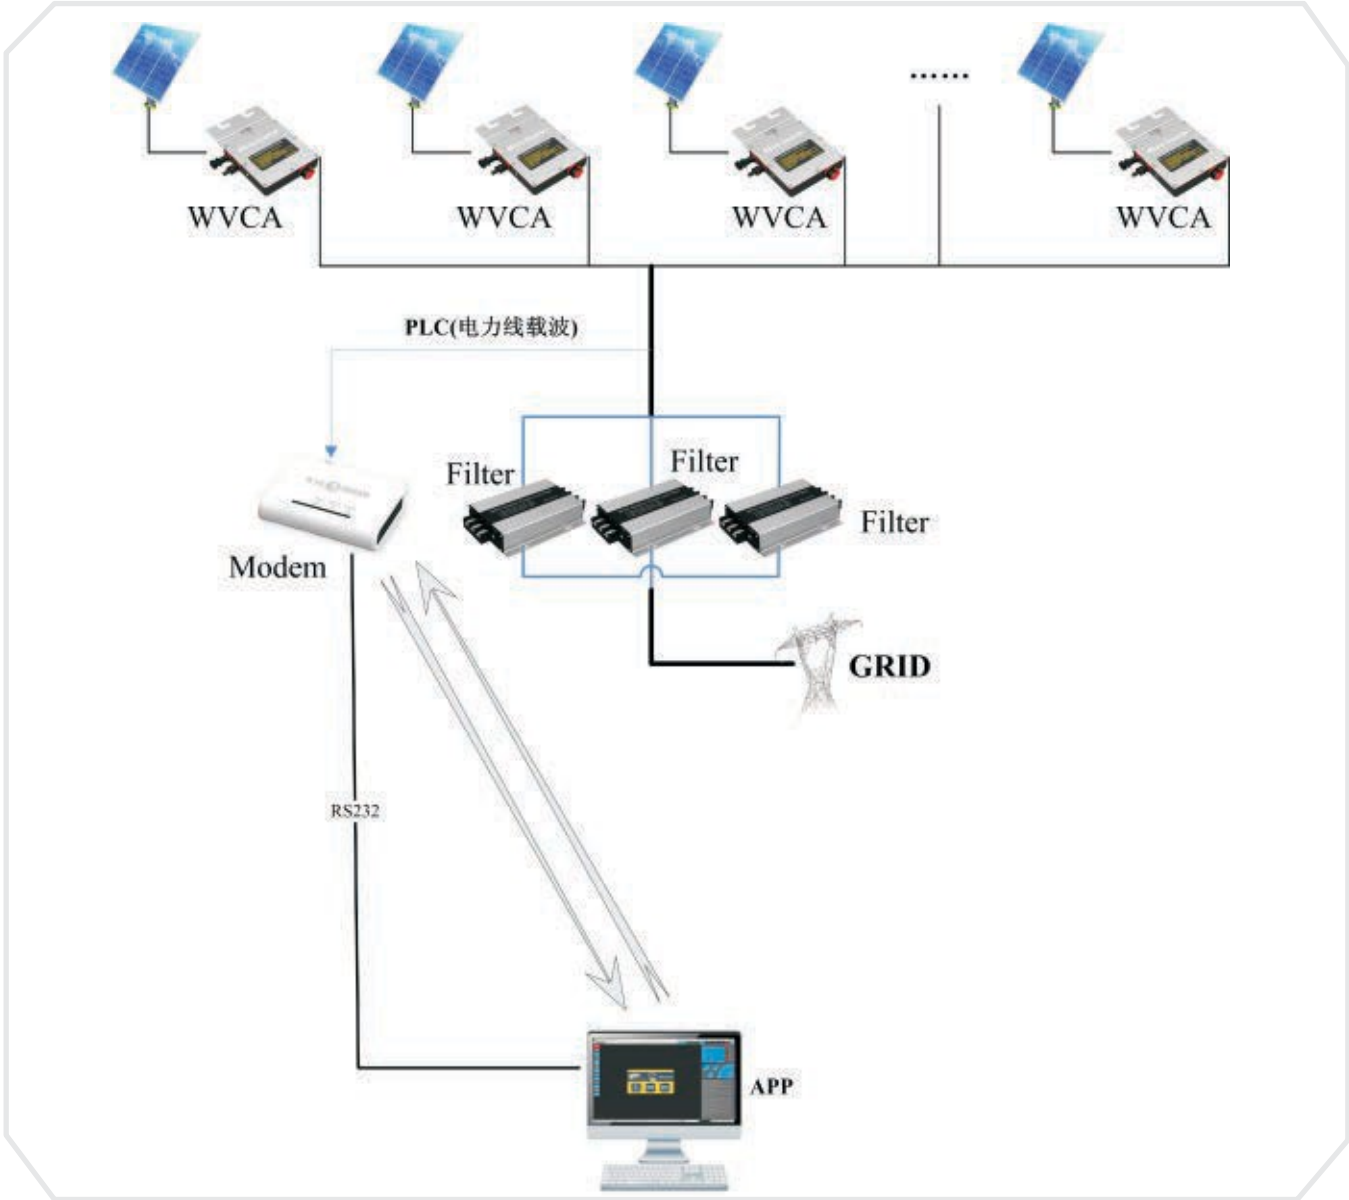 ......
WVCA
WVCA
WVCA
WVCA
PLC(电力线载波)
Filter
Filter
Filter
Modem
GRID
RS232
APP